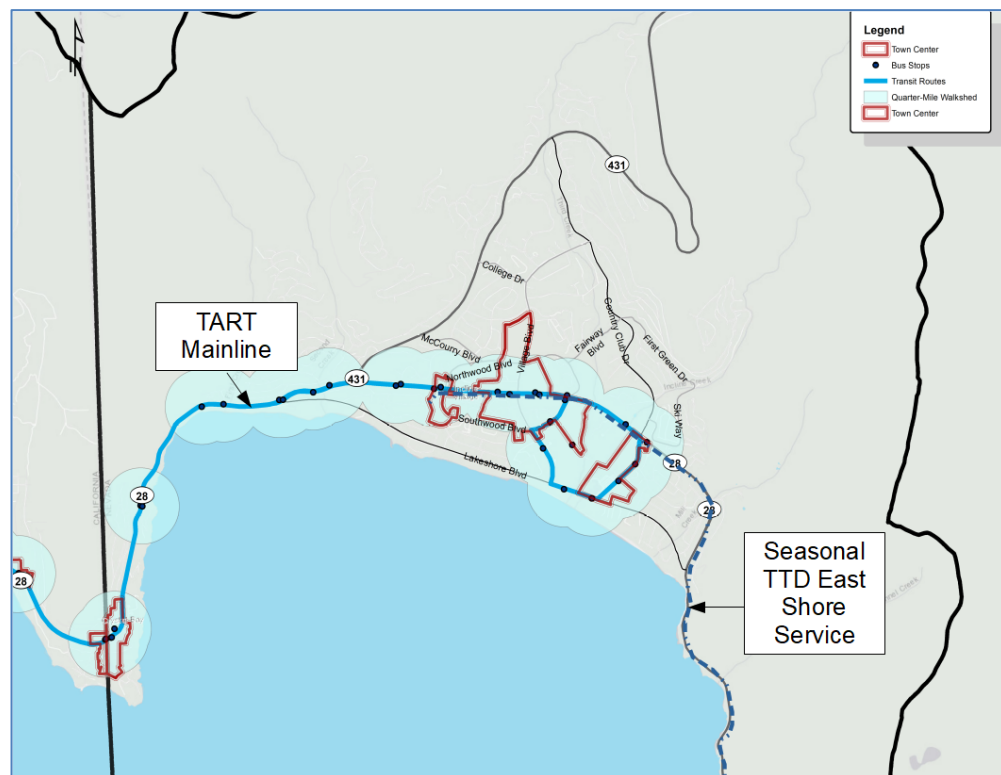 Legend
Town Center
Bus Stops
Transit Routes
Quarter-Mile Walkshed
Town Center
431
College Dr
Country Club Dr
TART
Mainline
McCourry Blvd
Village Blvd
Fairway
Blvd
First Green Dr
431
Northwood Blvd
Southwood Blvd
Ski Way
Lakeshore Blvd
28
28
28
CALIFORNIA
Seasonal
TTD East
Shore
Service
28